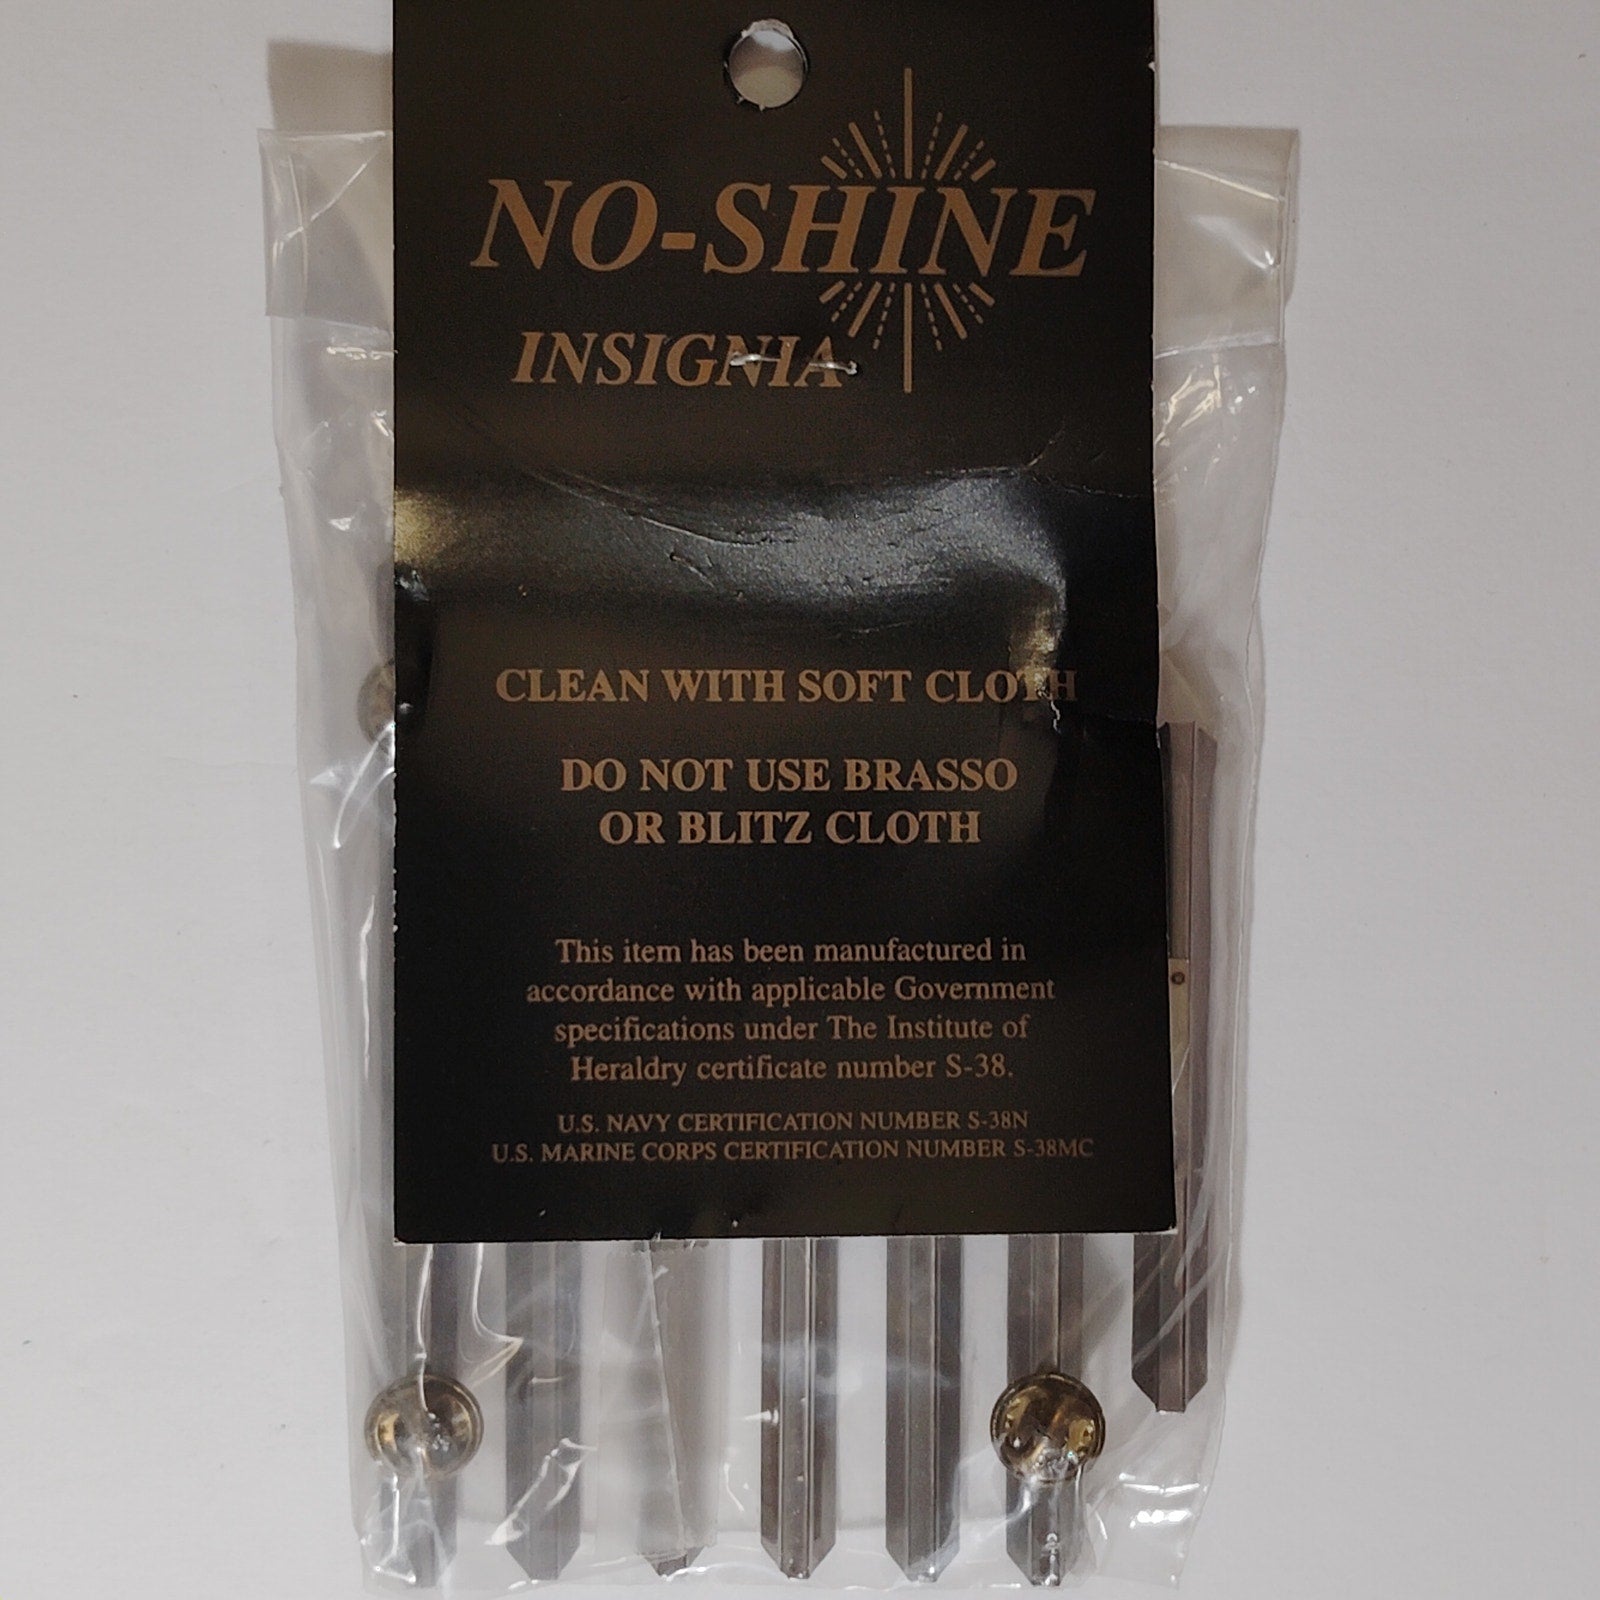 NO-SHINE
INSIGNIA
CLEAN WITH SOFT CLOTH
DO NOT USE BRASSO
OR BLITZ CLOTH
This item has been manufactured in
accordance with applicable Government
specifications under The Institute of
Heraldry certificate number S-38.
U.S. NAVY CERTIFICATION NUMBER S-38N
U.S. MARINE CORPS CERTIFICATION NUMBER S-38MC